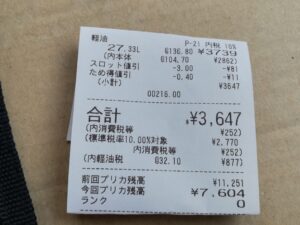 軽油 P-21 内税 10%
27.33L @136.80 ¥3739
(内本体 @104.70 ¥2862)
スロット値引 -3.00 -¥81
ため得値引 -0.40 -¥11
(小計) ¥3647
00216.00
合計 ¥3,647
(内消費税等 ¥252)
(標準税率10.00%対象 ¥2,770
内消費税等 ¥252)
(内軽油税 @32.10 ¥877)
前回プリカ残高 ¥11,251
今回プリカ残高 ¥7,604
ランク 0